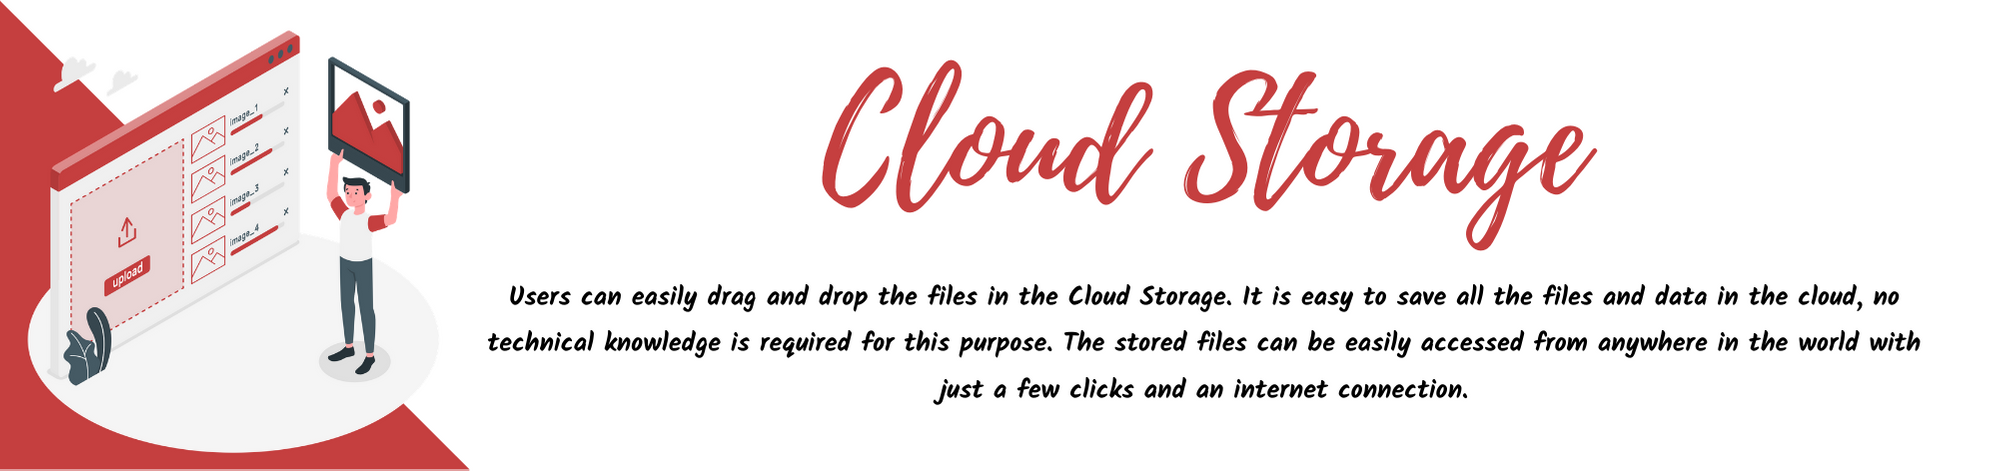 Cloud Storage
image_1
x
image_2
x
image_3
x
image_4
x
upload
Users can easily drag and drop the files in the Cloud Storage. It is easy to save all the files and data in the cloud, no
technical knowledge is required for this purpose. The stored files can be easily accessed from anywhere in the world with
just a few clicks and an internet connection.